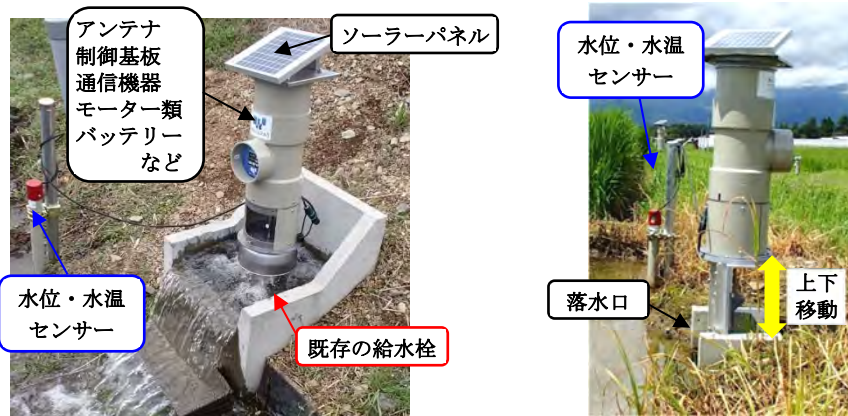 アンテナ
制御基板
通信機器
モーター類
バッテリー
など
ソーラーパネル
水位・水温
センサー
既存の給水栓
水位・水温
センサー
落水口
上下
移動